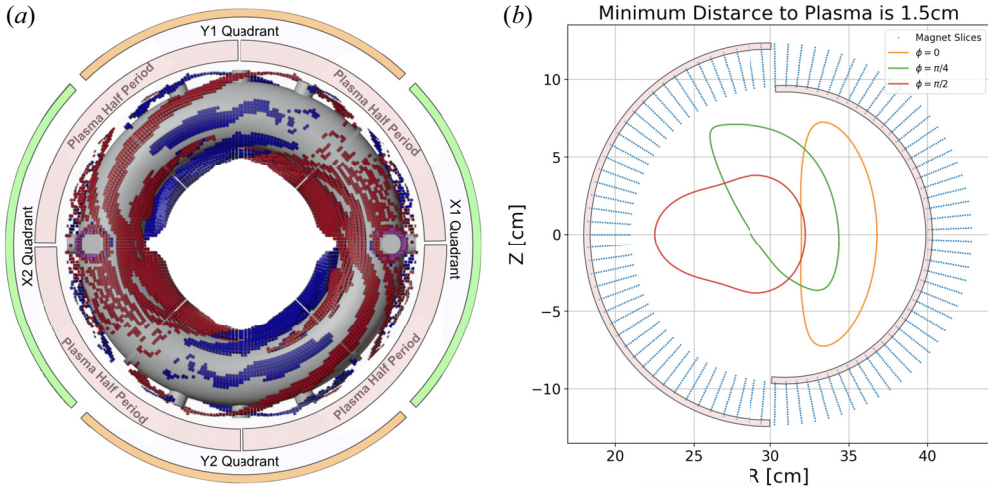 (a)
Y1 Quadrant
Plasma Half Period
Plasma Half Period
X2 Quadrant
X1 Quadrant
Plasma Half Period
Plasma Half Period
Y2 Quadrant
(b)
Minimum Distance to Plasma is 1.5cm
Magnet Slices
ϕ = 0
ϕ = π/4
ϕ = π/2
Z [cm]
10
5
0
−5
−10
20
25
30
35
40
R [cm]